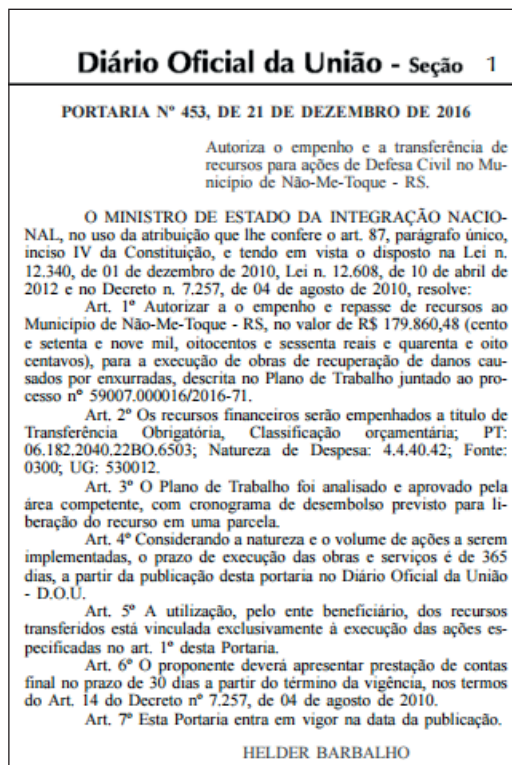 Diário Oficial da União - Seção 1
PORTARIA Nº 453, DE 21 DE DEZEMBRO DE 2016
Autoriza o empenho e a transferência de
recursos para ações de Defesa Civil no Mu-
nicípio de Não-Me-Toque - RS.
O MINISTRO DE ESTADO DA INTEGRAÇÃO NACIO-
NAL, no uso da atribuição que lhe confere o art. 87, parágrafo único,
inciso IV da Constituição, e tendo em vista o disposto na Lei n.
12.340, de 01 de dezembro de 2010, Lei n. 12.608, de 10 de abril de
2012 e no Decreto n. 7.257, de 04 de agosto de 2010, resolve:
Art. 1º Autorizar a o empenho e repasse de recursos ao
Município de Não-Me-Toque - RS, no valor de R$ 179.860,48 (cento
e setenta e nove mil, oitocentos e sessenta reais e quarenta e oito
centavos), para a execução de obras de recuperação de danos cau-
sados por enxurradas, descrita no Plano de Trabalho juntado ao pro-
cesso nº 59007.000016/2016-71.
Art. 2º Os recursos financeiros serão empenhados a título de
Transferência Obrigatória, Classificação orçamentária; PT:
06.182.2040.22BO.6503; Natureza de Despesa: 4.4.40.42; Fonte:
0300; UG: 530012.
Art. 3º O Plano de Trabalho foi analisado e aprovado pela
área competente, com cronograma de desembolso previsto para li-
beração do recurso em uma parcela.
Art. 4º Considerando a natureza e o volume de ações a serem
implementadas, o prazo de execução das obras e serviços é de 365
dias, a partir da publicação desta portaria no Diário Oficial da União
- D.O.U.
Art. 5º A utilização, pelo ente beneficiário, dos recursos
transferidos está vinculada exclusivamente à execução das ações es-
pecificadas no art. 1º desta Portaria.
Art. 6º O proponente deverá apresentar prestação de contas
final no prazo de 30 dias a partir do término da vigência, nos termos
do Art. 14 do Decreto nº 7.257, de 04 de agosto de 2010.
Art. 7º Esta Portaria entra em vigor na data da publicação.
HELDER BARBALHO